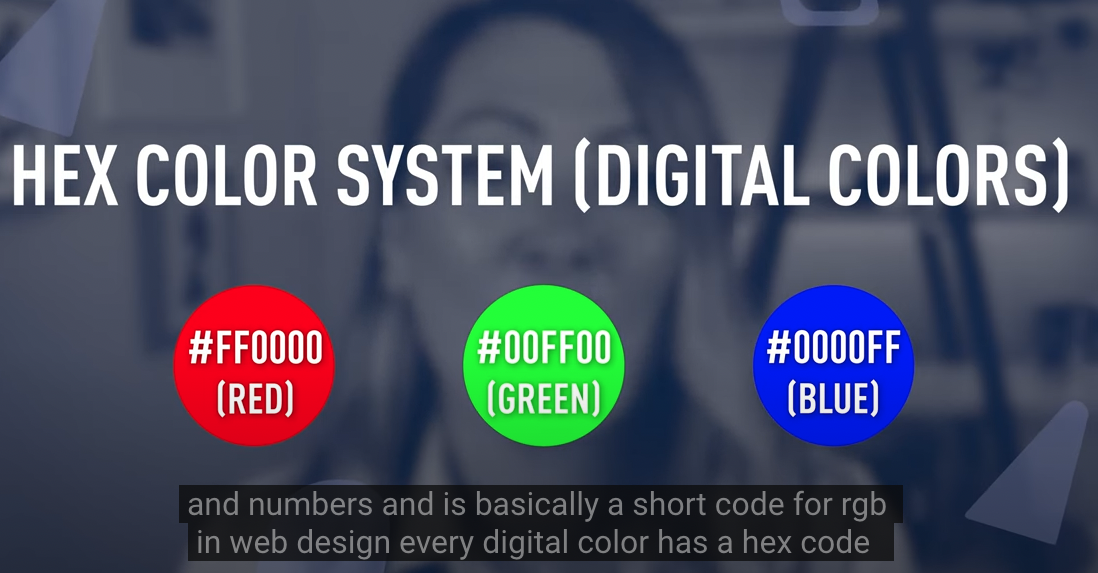 HEX COLOR SYSTEM (DIGITAL COLORS)
#FF0000
(RED)
#00FF00
(GREEN)
#0000FF
(BLUE)
and numbers and is basically a short code for rgb
in web design every digital color has a hex code